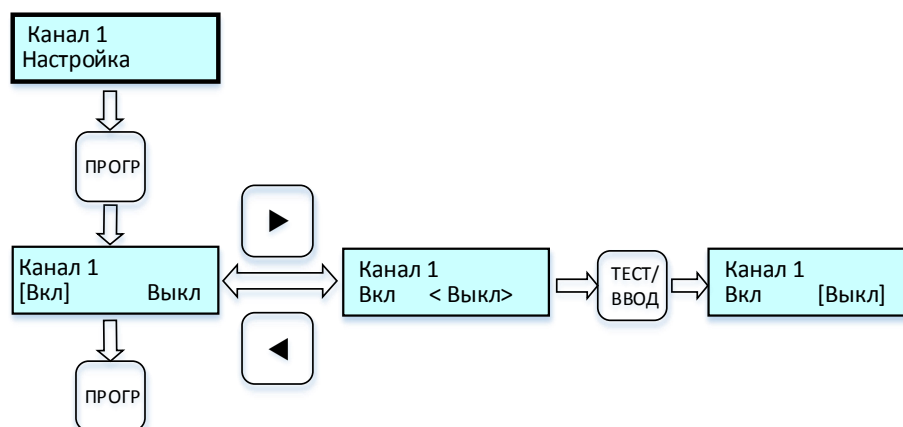 Канал 1
Настройка
ПРОГР
Канал 1
[Вкл] Выкл
Канал 1
Вкл < Выкл>
ТЕСТ/
ВВОД
Канал 1
Вкл [Выкл]
ПРОГР